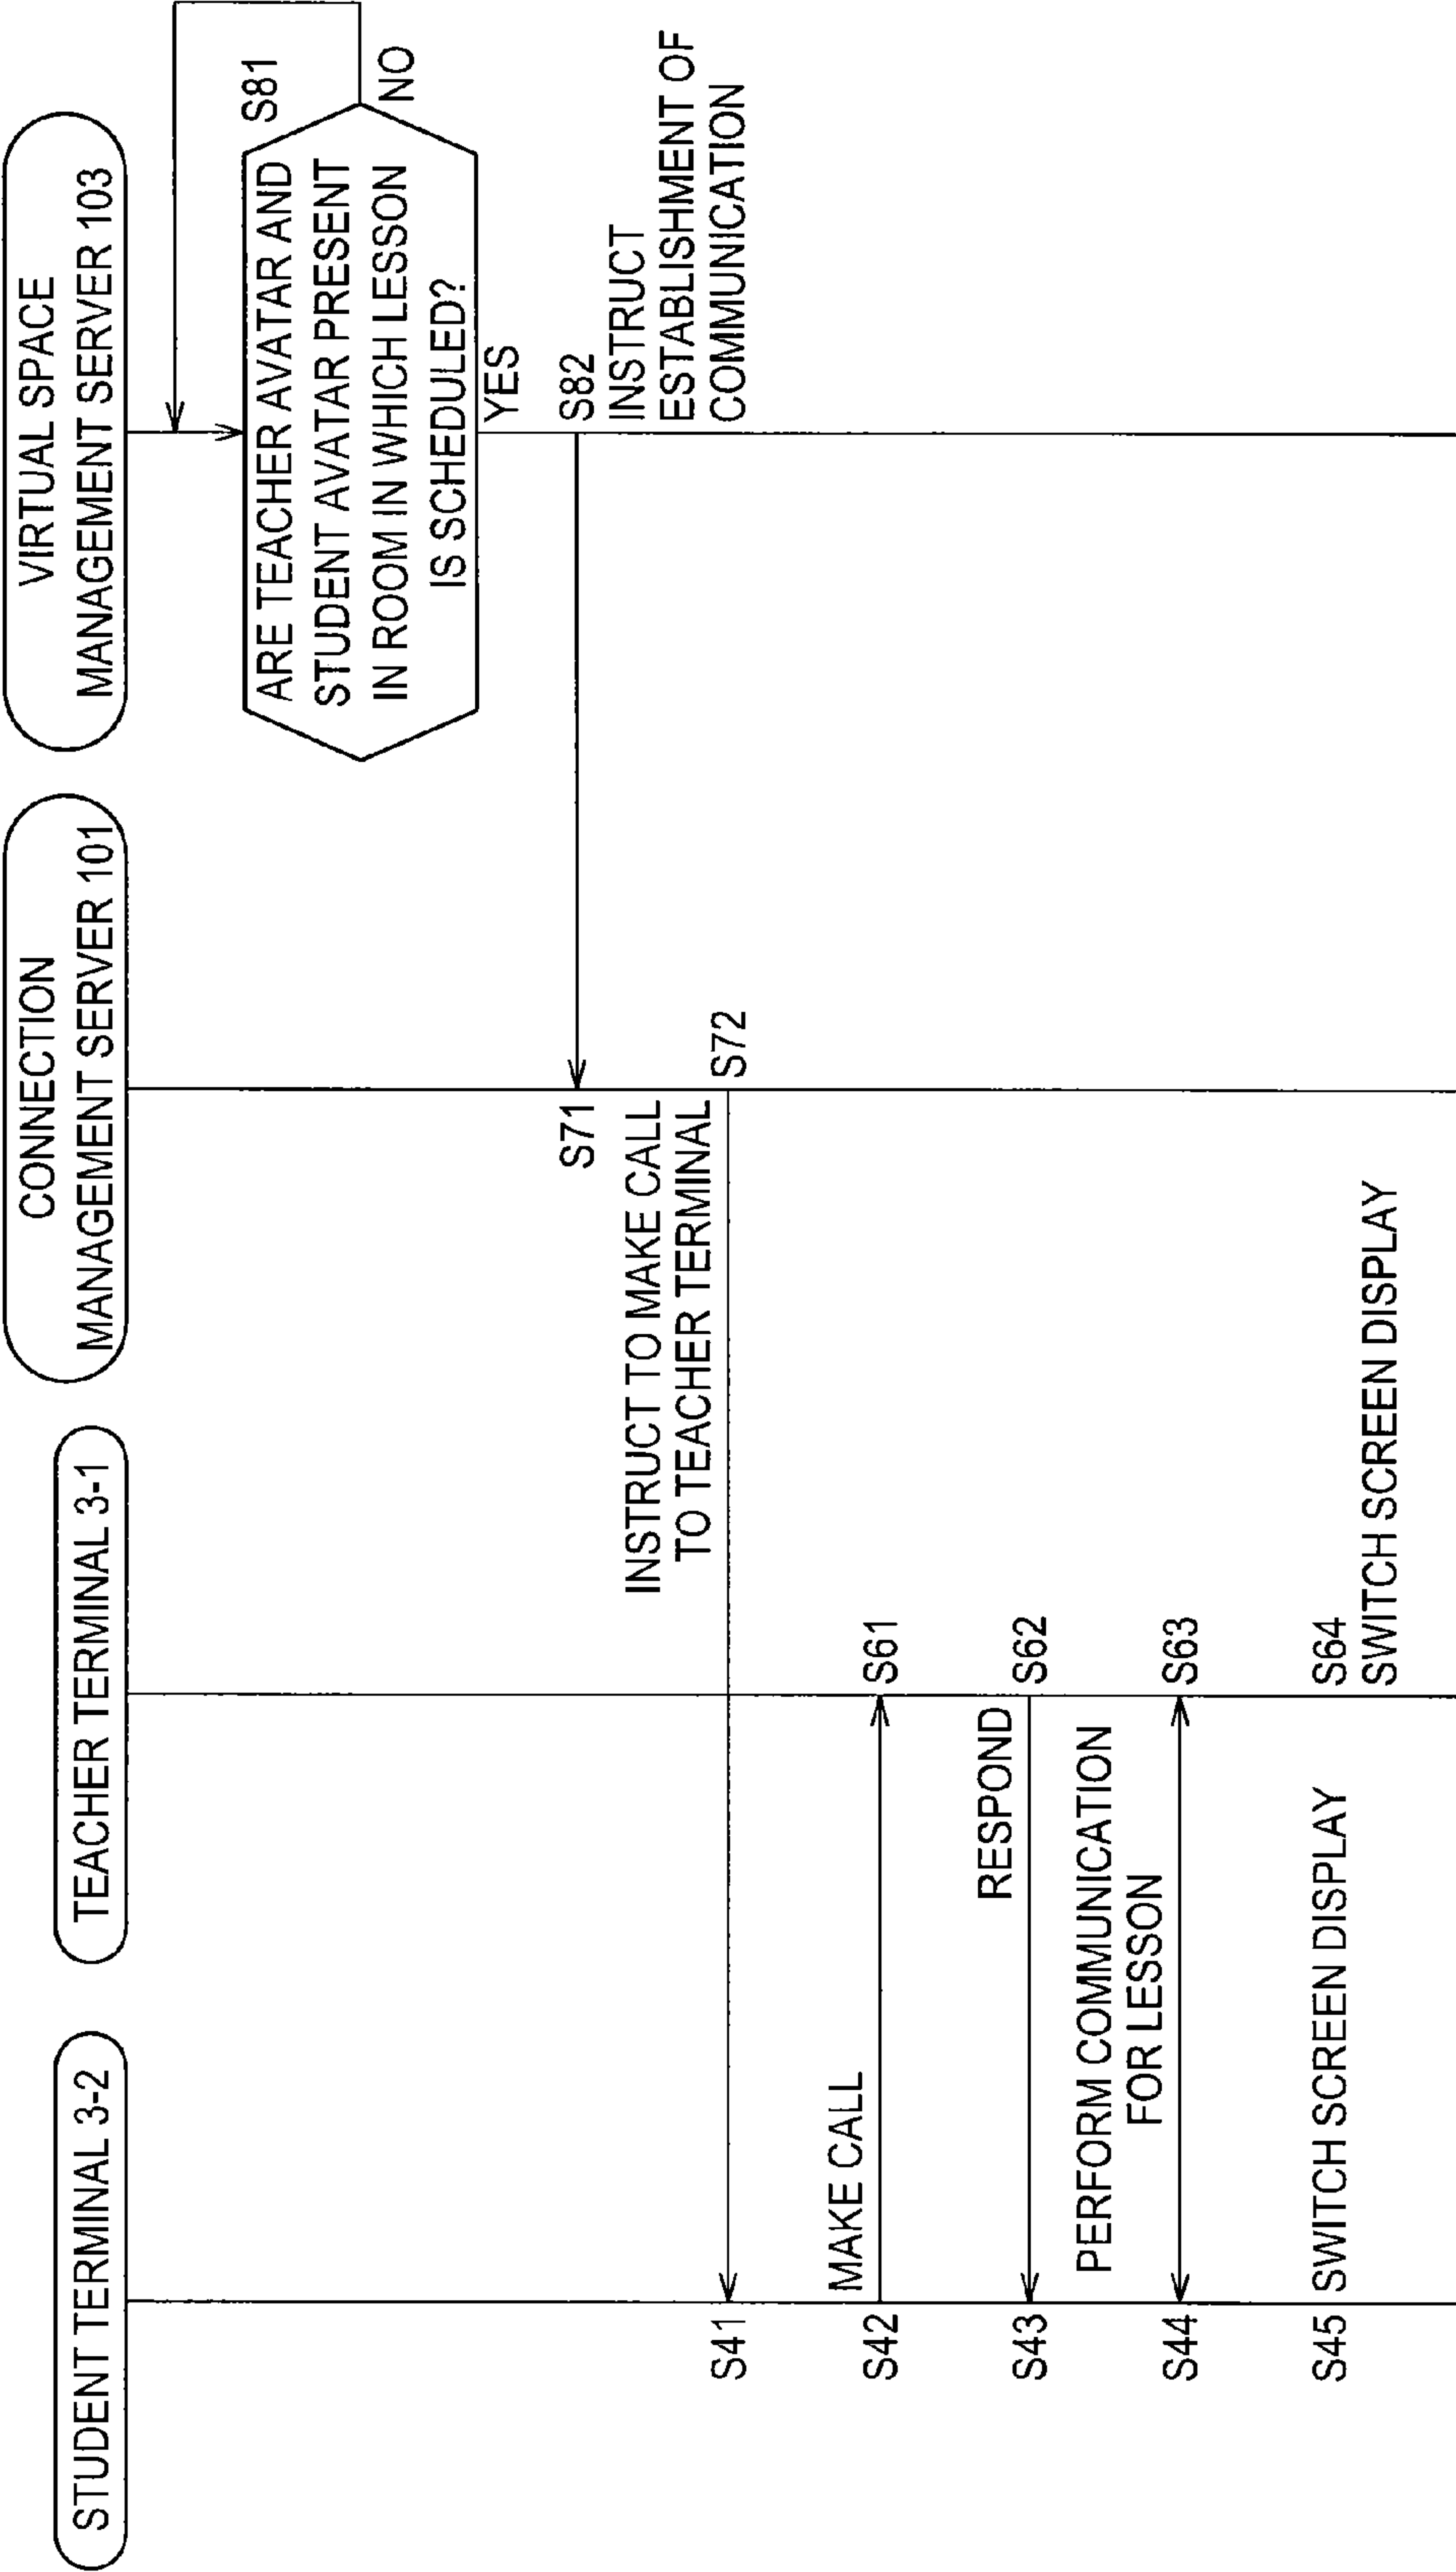 STUDENT TERMINAL 3-2
TEACHER TERMINAL 3-1
CONNECTION
MANAGEMENT SERVER 101
VIRTUAL SPACE
MANAGEMENT SERVER 103
S81
ARE TEACHER AVATAR AND
STUDENT AVATAR PRESENT
IN ROOM IN WHICH LESSON
IS SCHEDULED?
NO
YES
S71
S82
INSTRUCT
ESTABLISHMENT OF
COMMUNICATION
INSTRUCT TO MAKE CALL
TO TEACHER TERMINAL
S41
S72
MAKE CALL
S42
S61
RESPOND
S43
S62
PERFORM COMMUNICATION
FOR LESSON
S44
S63
S45 SWITCH SCREEN DISPLAY
S64
SWITCH SCREEN DISPLAY